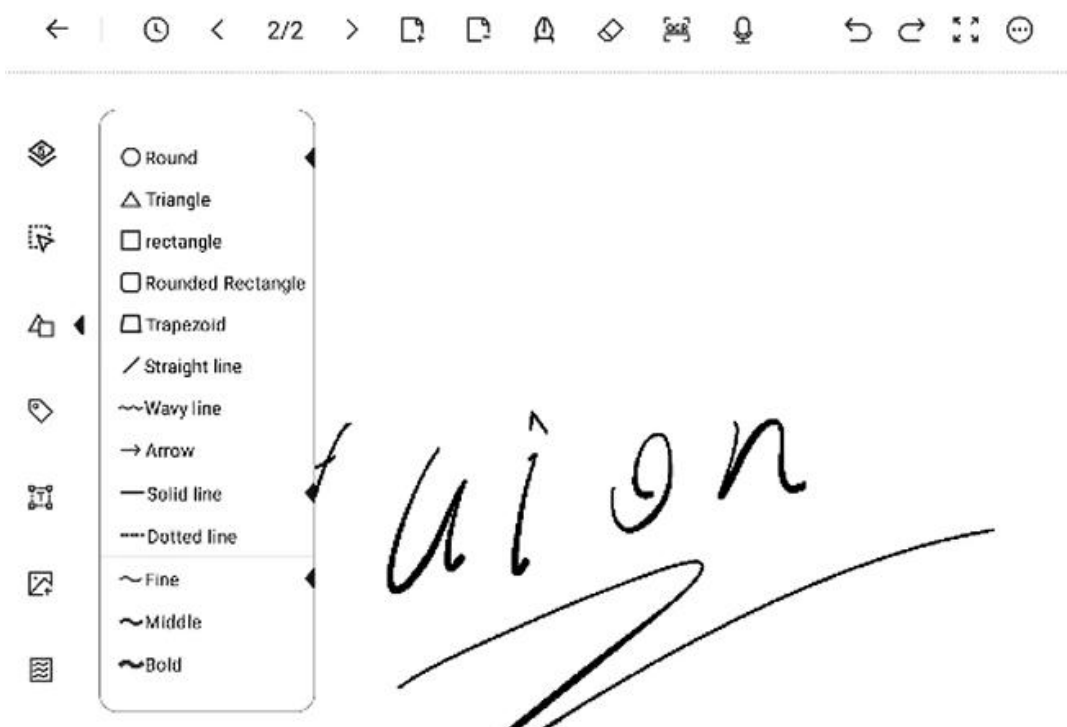 2/2
OCR
Round
Triangle
rectangle
Rounded Rectangle
Trapezoid
Straight line
Wavy line
Arrow
Solid line
Dotted line
Fine
Middle
Bold